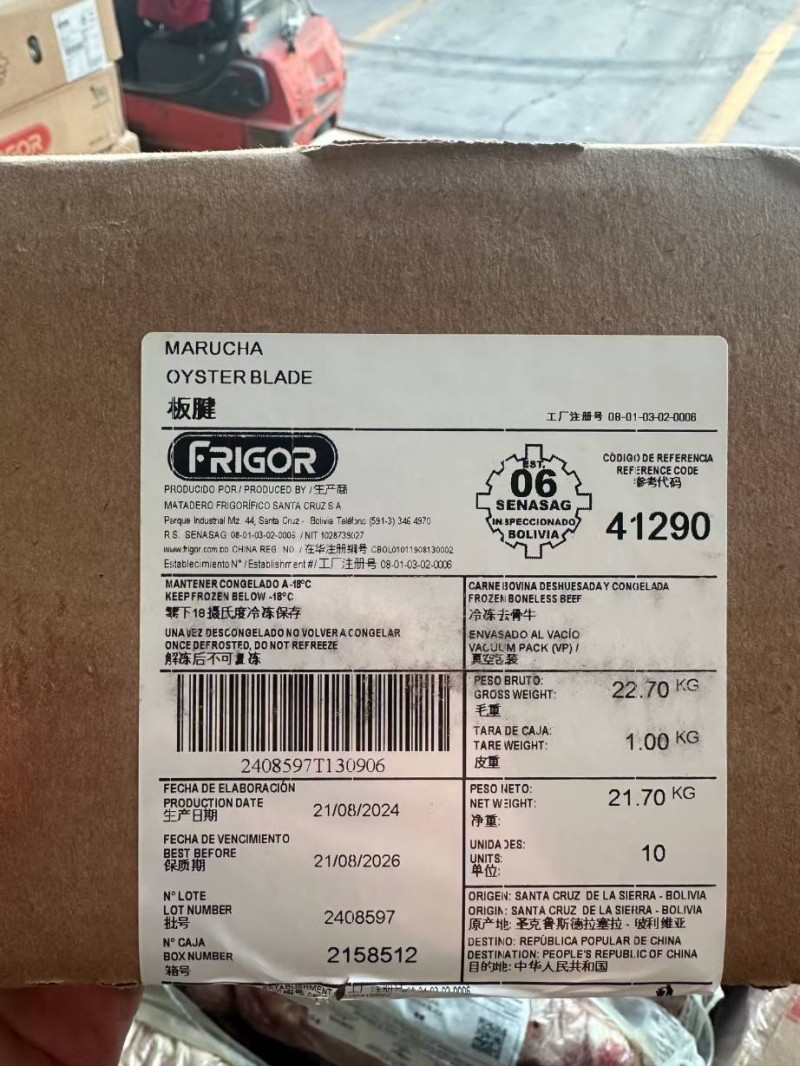 MARUCHA
OYSTER BLADE
板腱
工厂注册号 08-01-03-02-0006
FRIGOR
PRODUCIDO POR / PRODUCED BY / 生产商
MATADERO FRIGORÍFICO SANTA CRUZ S A
Parque Industrial Mz. 44, Santa Cruz - Bolivia Teléfono (591-3) 346 4970
R.S. SENASAG 08-01-03-02-0006 / NIT 1028739027
www.frigor.com.bo CHINA REG. NO. / 在华注册编号 CBOL01011908130002
Establecimiento N° / Establishment # / 工厂注册号 08-01-03-02-0006
EST.
06
SENASAG
INSPECCIONADO
BOLIVIA
CÓDIGO DE REFERENCIA
REFERENCE CODE
参考代码
41290
MANTENER CONGELADO A -18°C
KEEP FROZEN BELOW -18°C
零下18摄氏度冷冻保存
UNA VEZ DESCONGELADO NO VOLVER A CONGELAR
ONCE DEFROSTED, DO NOT REFREEZE
解冻后不可复冻
CARNE BOVINA DESHUESADA Y CONGELADA
FROZEN BONELESS BEEF
冷冻去骨牛
ENVASADO AL VACÍO
VACUUM PACK (VP) /
真空包装
2408597T130906
PESO BRUTO:
GROSS WEIGHT:
毛重
22.70 KG
TARA DE CAJA:
TARE WEIGHT:
皮重
1.00 KG
FECHA DE ELABORACIÓN
PRODUCTION DATE
生产日期
21/08/2024
FECHA DE VENCIMIENTO
BEST BEFORE
保质期
21/08/2026
PESO NETO:
NET WEIGHT:
净重:
21.70 KG
UNIDADES:
UNITS:
单位:
10
N° LOTE
LOT NUMBER
批号
2408597
N° CAJA
BOX NUMBER
箱号
2158512
ORIGEN: SANTA CRUZ DE LA SIERRA - BOLIVIA
ORIGIN: SANTA CRUZ DE LA SIERRA - BOLIVIA
原产地: 圣克鲁斯德拉塞拉 - 玻利维亚
DESTINO: REPÚBLICA POPULAR DE CHINA
DESTINATION: PEOPLE'S REPUBLIC OF CHINA
目的地: 中华人民共和国